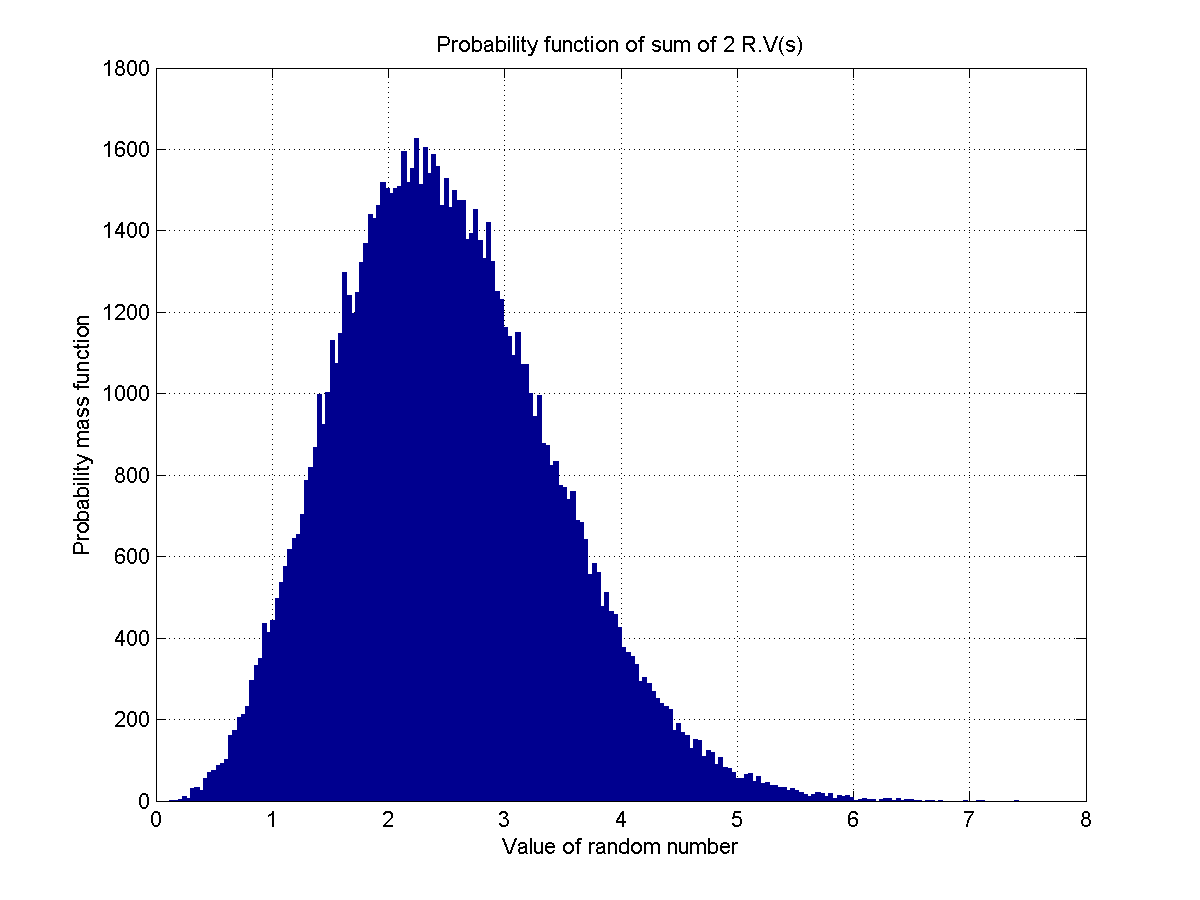 Probability function of sum of 2 R.V(s)
1800
1600
1400
1200
1000
800
600
400
200
0
Probability mass function
0 1 2 3 4 5 6 7 8
Value of random number